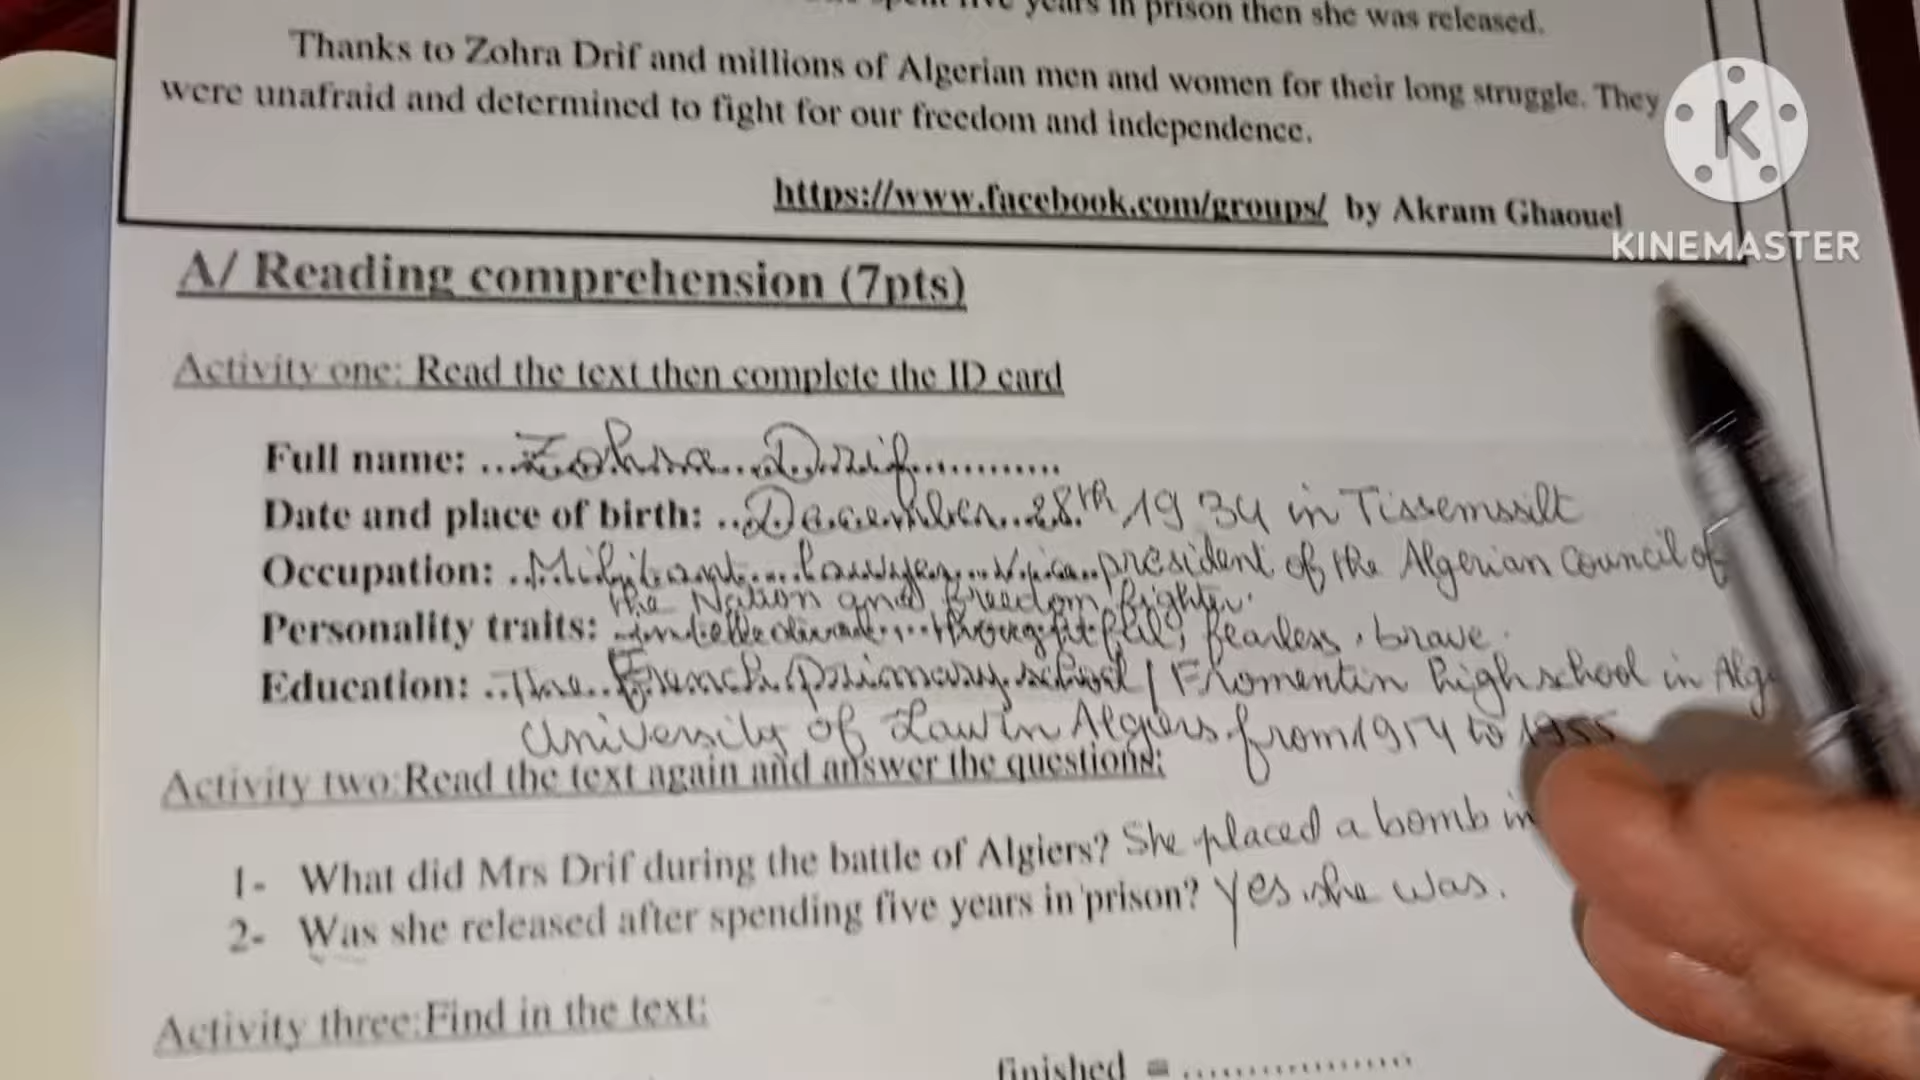 years in prison then she was released.
Thanks to Zohra Drif and millions of Algerian men and women for their long struggle. They
were unafraid and determined to fight for our freedom and independence.
https://www.facebook.com/groups/ by Akram Ghaouel
KINEMASTER
A/ Reading comprehension (7pts)
Activity one: Read the text then complete the ID card
Full name: ...Zohra Drif............
Date and place of birth: ..December 28th 1934 in Tissemssilt
Occupation: ..Militant lawyer vice president of the Algerian Council of
the Nation and freedom fighter.
Personality traits: intellectual thoughtful, fearless, brave.
Education: ..The French primary school / Fromentin high school in
University of Law in Algiers from 1954 to 1955
Activity two: Read the text again and answer the questions:
1- What did Mrs Drif during the battle of Algiers? She placed a bomb in
2- Was she released after spending five years in prison? Yes, she was.
Activity three: Find in the text:
finished = ..................